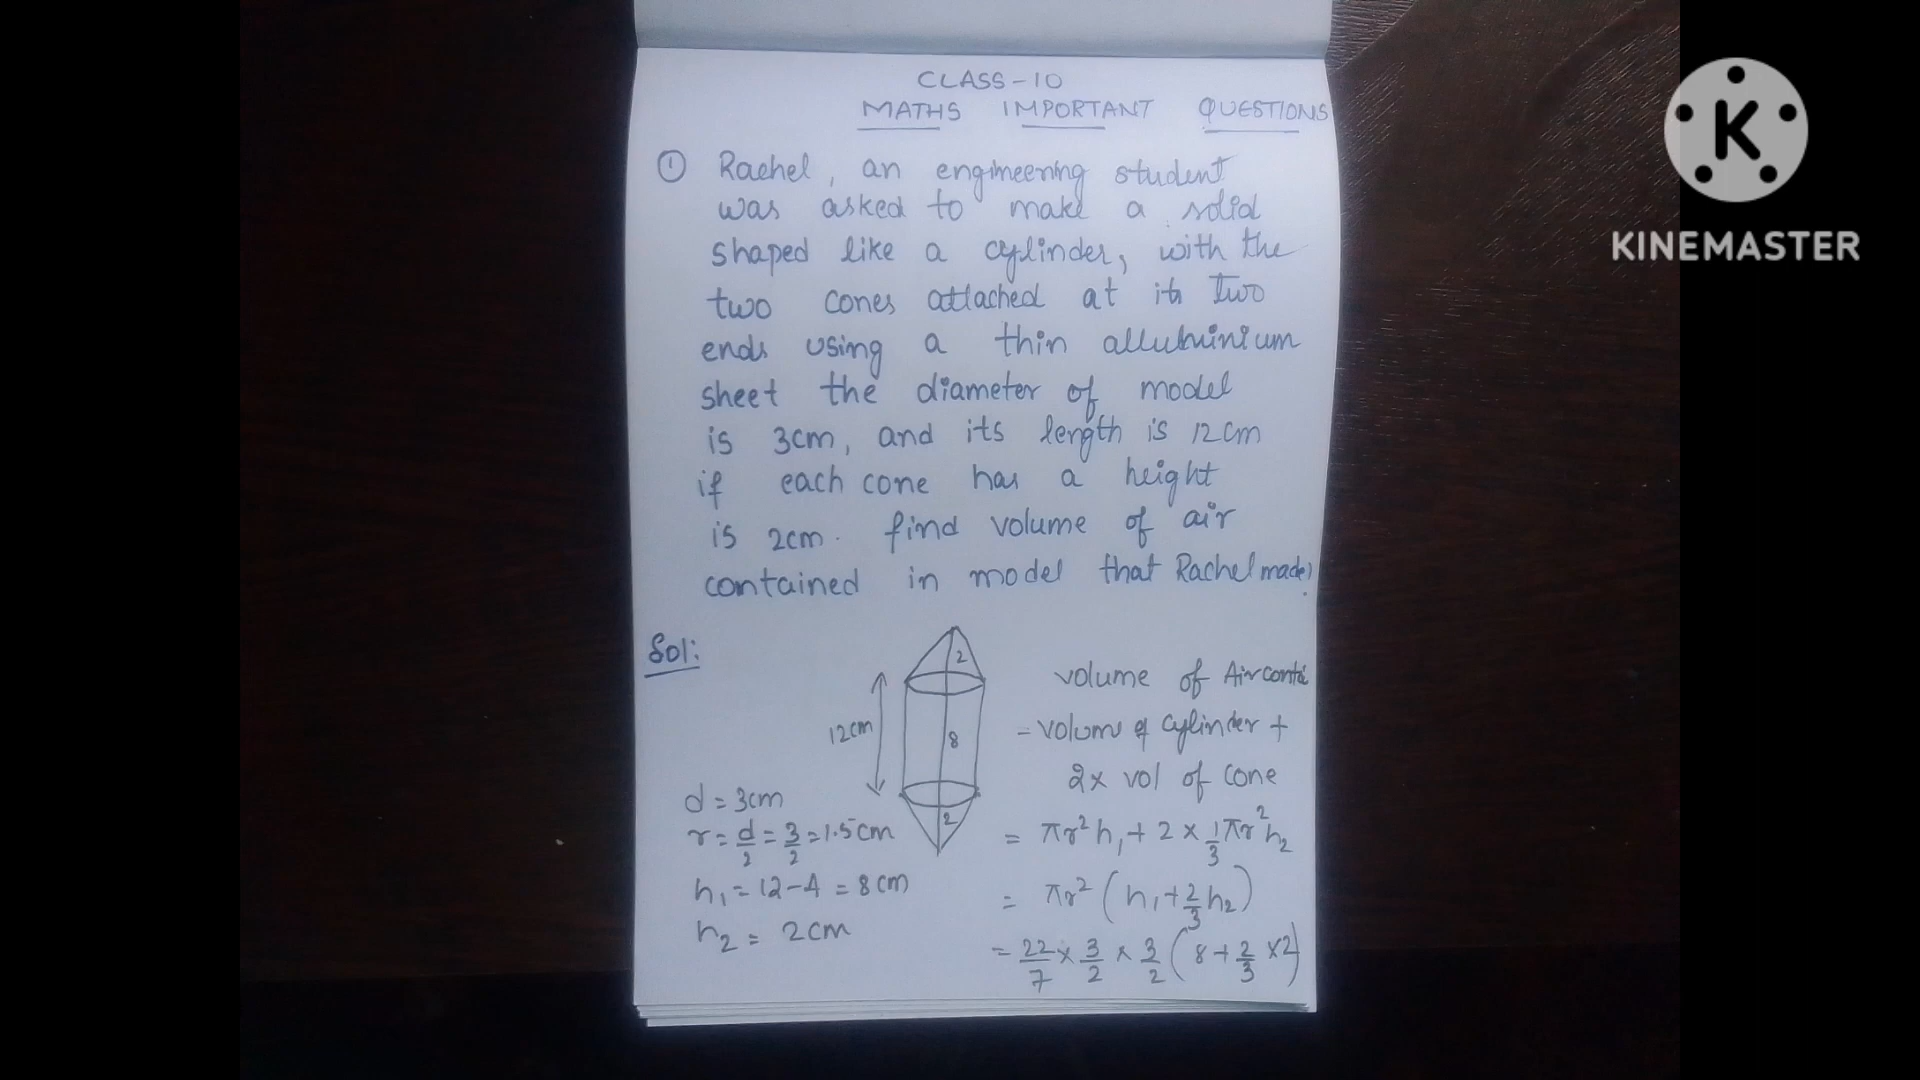 CLASS-10
MATHS IMPORTANT QUESTIONS
① Rachel, an engineering student
was asked to make a solid
shaped like a cylinder, with the
two cones attached at its Two
ends using a thin alluminium
sheet the diameter of model
is 3cm, and its length is 12cm
if each cone has a height
is 2cm. find volume of air
contained in model that Rachel made)
.
Sol:
2
12cm
8
2
d = 3cm
r = d/2 = 3/2 = 1.5cm
h₁ = 12-4 = 8cm
h₂ = 2cm
volume of Air contai
= volume of cylinder +
2x vol of cone
= πr²h₁ + 2 × 1/3 πr²h₂
= πr² (h₁ + 2/3 h₂)
= 22/7 × 3/2 × 3/2 (8 + 2/3 × 2)
K
KINEMASTER